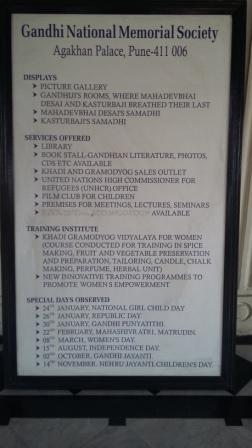 Gandhi National Memorial Society
Agakhan Palace, Pune-411 006
DISPLAYS
➤ PICTURE GALLERY
➤ GANDHIJI'S ROOMS, WHERE MAHADEVBHAI
DESAI AND KASTURBAJI BREATHED THEIR LAST
➤ MAHADEVBHAI DESAI'S SAMADHI
➤ KASTURBAJI'S SAMADHI
SERVICES OFFERED
➤ LIBRARY
➤ BOOK STALL-GANDHIAN LITERATURE, PHOTOS,
CDS ETC AVAILABLE
➤ KHADI AND GRAMODYOG SALES OUTLET
➤ UNITED NATIONS HIGH COMMISSIONER FOR
REFUGEES (UNHCR) OFFICE
➤ FILM CLUB FOR CHILDREN
➤ PREMISES FOR MEETINGS, LECTURES, SEMINARS
➤ AVAILABLE
TRAINING INSTITUTE
➤ KHADI GRAMODYOG VIDYALAYA FOR WOMEN
(COURSE CONDUCTED FOR TRAINING IN SPICE
MAKING, FRUIT AND VEGETABLE PRESERVATION
AND PREPARATION, TAILORING, CANDLE, CHALK
MAKING, PERFUME, HERBAL UNIT)
➤ NEW INNOVATIVE TRAINING PROGRAMMES TO
PROMOTE WOMEN'S EMPOWERMENT
SPECIAL DAYS OBSERVED
➤ 24TH JANUARY, NATIONAL GIRL CHILD DAY
➤ 26TH JANUARY, REPUBLIC DAY.
➤ 30TH JANUARY, GANDHI PUNYATITHI.
➤ 22ND FEBRUARY, MAHASHIVRATRI, MATRUDIN.
➤ 08TH MARCH, WOMEN'S DAY.
➤ 15TH AUGUST, INDEPENDENCE DAY.
➤ 02ND OCTOBER, GANDHI JAYANTI
➤ 14TH NOVEMBER. NEHRU JAYANTI,CHILDREN'S DAY.